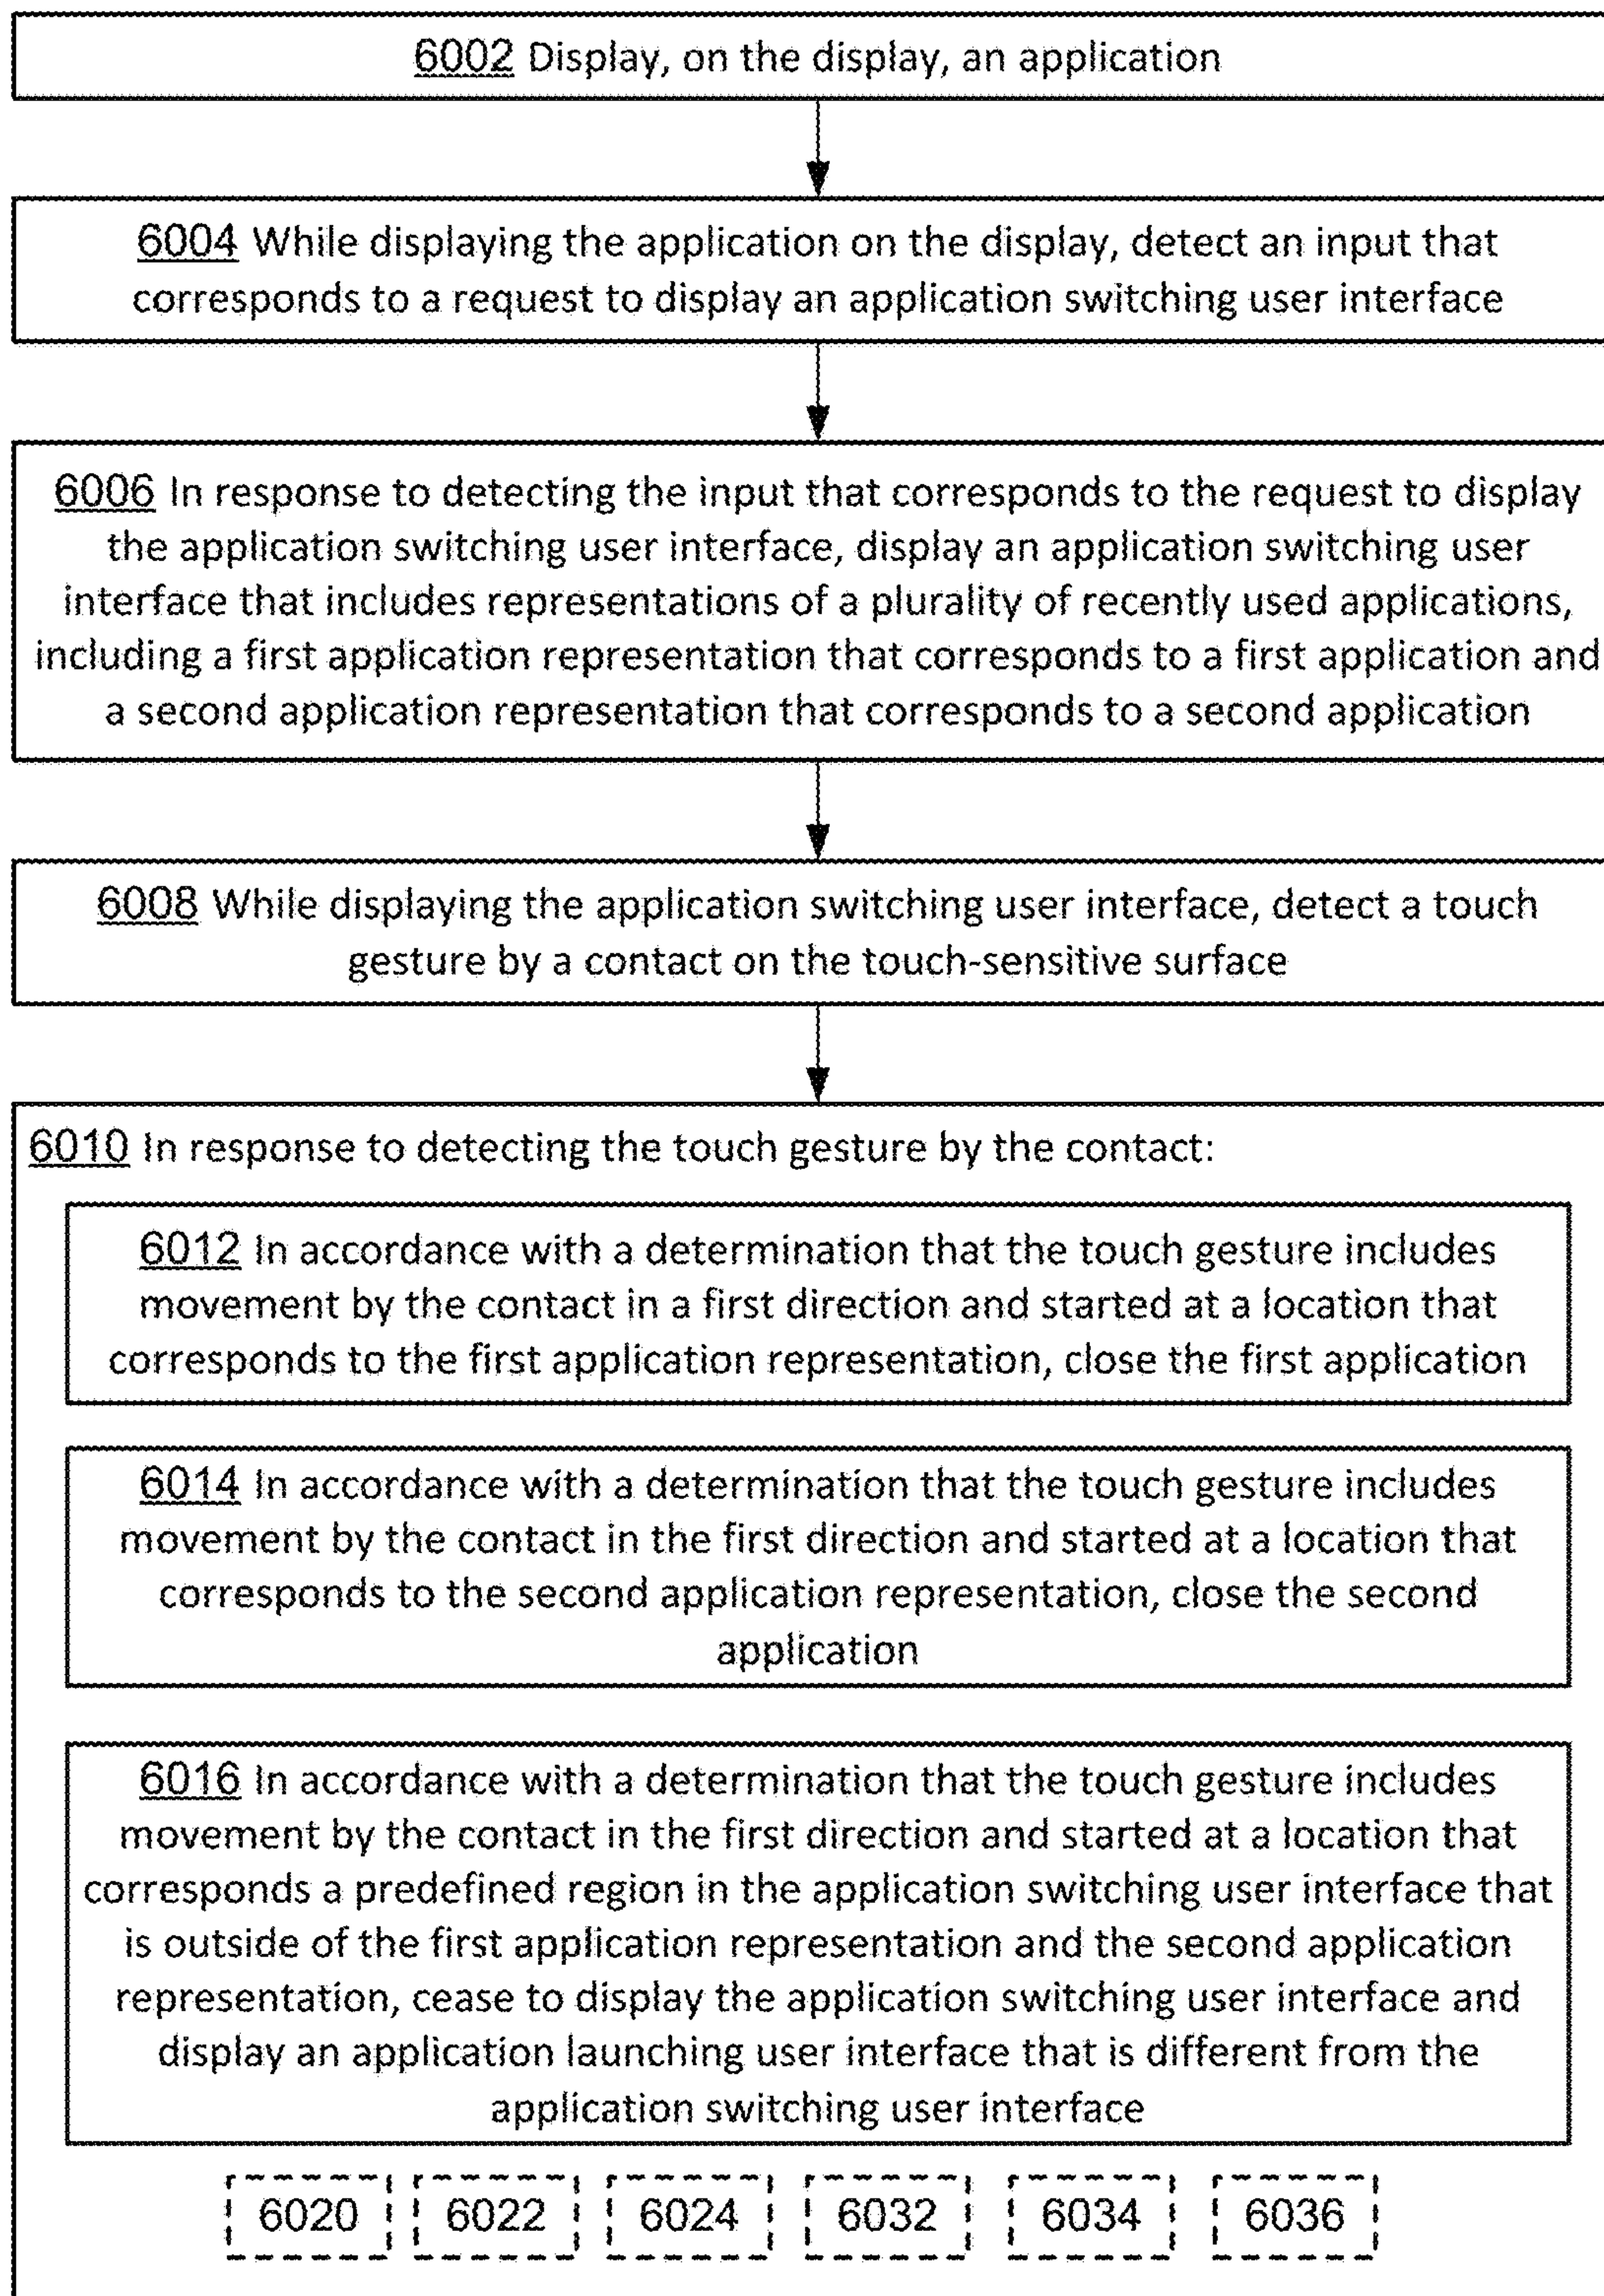 6002 Display, on the display, an application
6004 While displaying the application on the display, detect an input that
corresponds to a request to display an application switching user interface
6006 In response to detecting the input that corresponds to the request to display
the application switching user interface, display an application switching user
interface that includes representations of a plurality of recently used applications,
including a first application representation that corresponds to a first application and
a second application representation that corresponds to a second application
6008 While displaying the application switching user interface, detect a touch
gesture by a contact on the touch-sensitive surface
6010 In response to detecting the touch gesture by the contact:
6012 In accordance with a determination that the touch gesture includes
movement by the contact in a first direction and started at a location that
corresponds to the first application representation, close the first application
6014 In accordance with a determination that the touch gesture includes
movement by the contact in the first direction and started at a location that
corresponds to the second application representation, close the second
application
6016 In accordance with a determination that the touch gesture includes
movement by the contact in the first direction and started at a location that
corresponds a predefined region in the application switching user interface that
is outside of the first application representation and the second application
representation, cease to display the application switching user interface and
display an application launching user interface that is different from the
application switching user interface
6020 6022 6024 6032 6034 6036